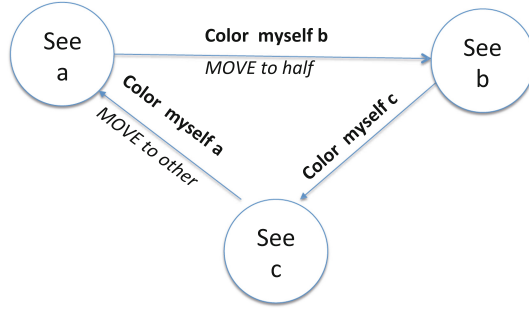 See
a
Color myself b
MOVE to half
See
b
Color myself a
MOVE to other
Color myself c
See
c